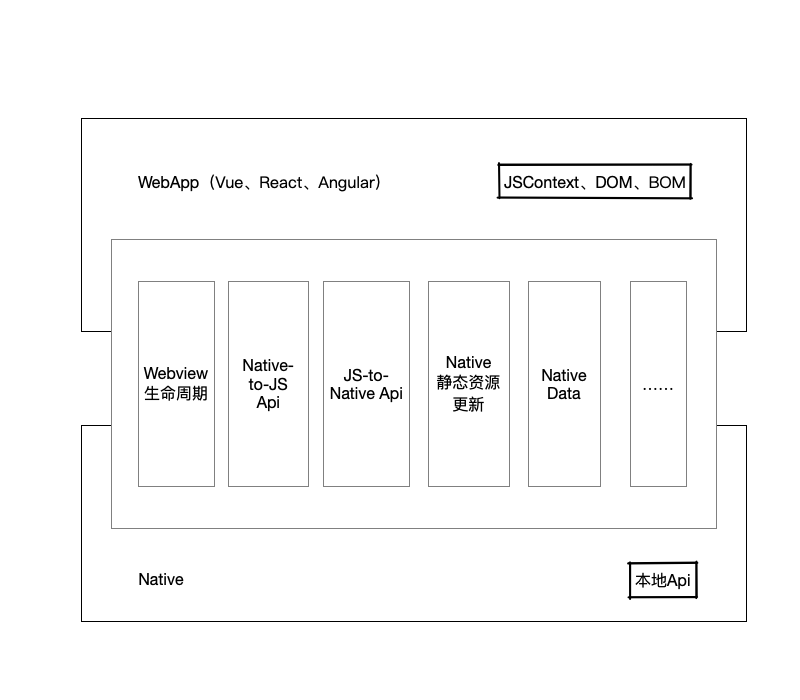 WebApp（Vue、React、Angular）
JSContext、DOM、BOM
Webview
生命周期
Native-
to-JS
Api
JS-to-
Native Api
Native
静态资源
更新
Native
Data
……
Native
本地Api